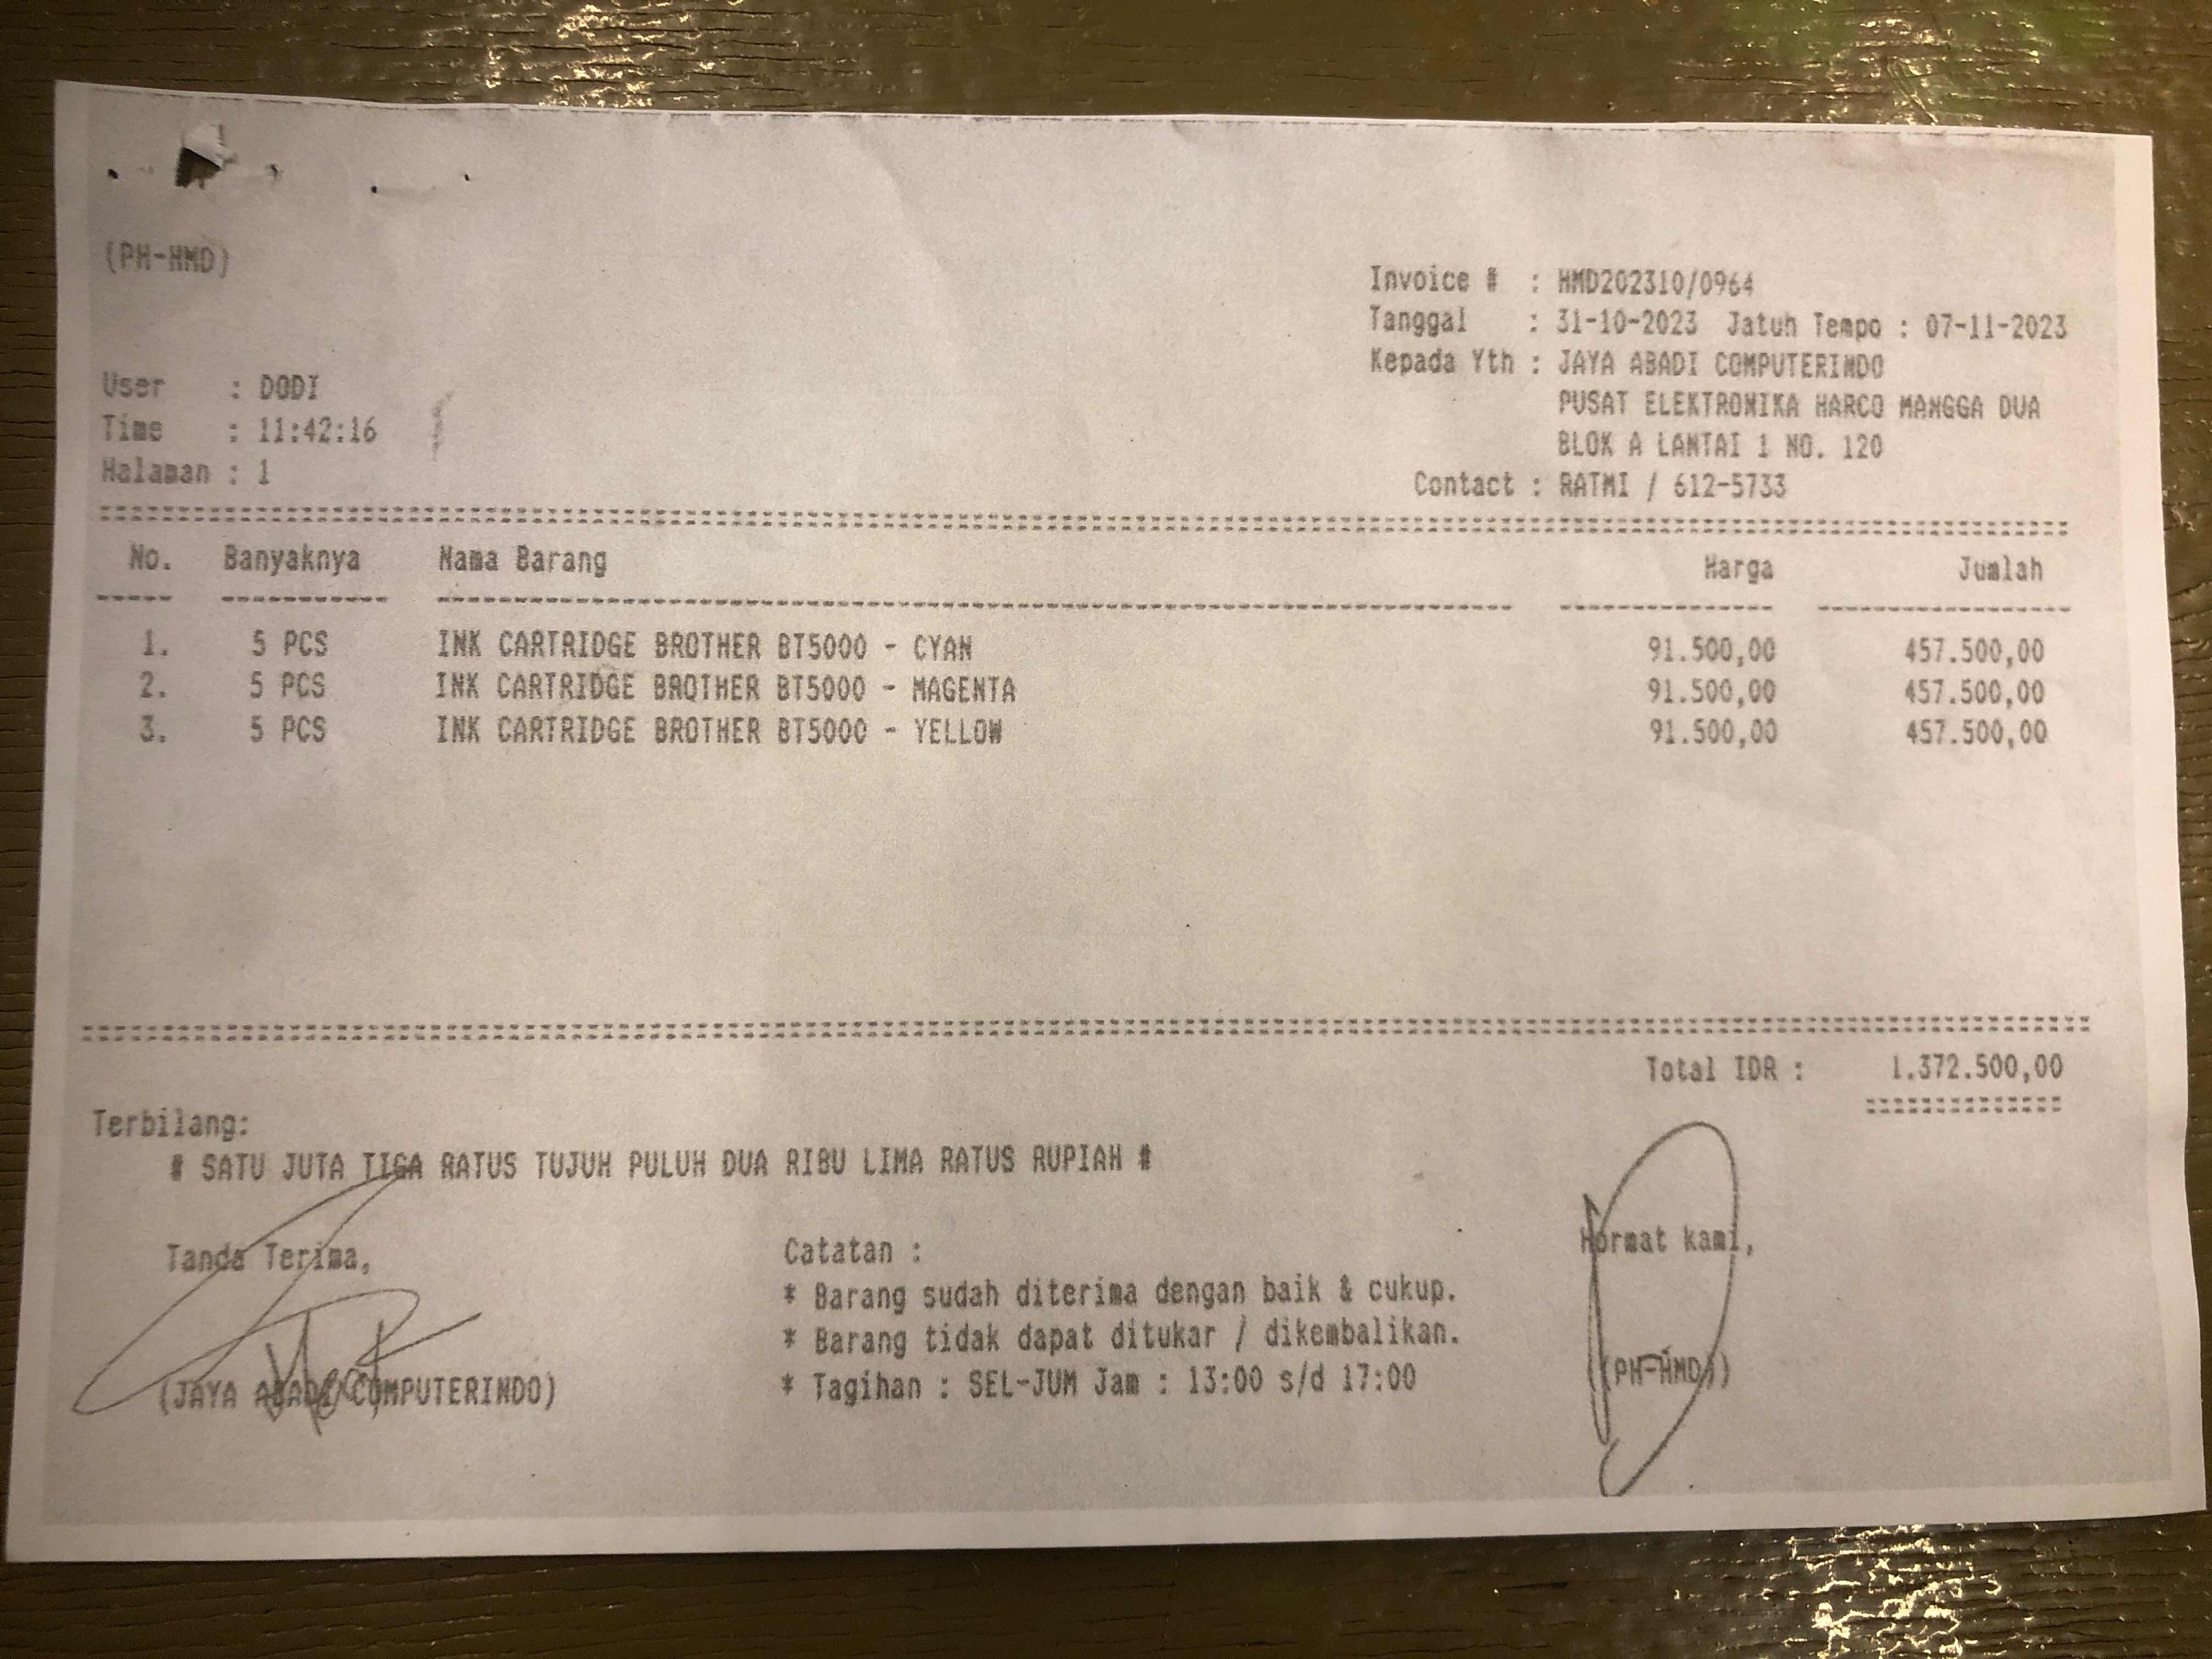 (PH-HMD)
Invoice # : HMD202310/0964
Tanggal : 31-10-2023 Jatuh Tempo : 07-11-2023
Kepada Yth : JAYA ABADI COMPUTERINDO
PUSAT ELEKTRONIKA HARCO MANGGA DUA
BLOK A LANTAI 1 NO. 120
Contact : RATMI / 612-5733
User : DODI
Time : 11:42:16
Halaman : 1
No. Banyaknya Nama Barang Harga Jumlah
1. 5 PCS INK CARTRIDGE BROTHER BT5000 - CYAN 91.500,00 457.500,00
2. 5 PCS INK CARTRIDGE BROTHER BT5000 - MAGENTA 91.500,00 457.500,00
3. 5 PCS INK CARTRIDGE BROTHER BT5000 - YELLOW 91.500,00 457.500,00
Total IDR : 1.372.500,00
Terbilang:
# SATU JUTA TIGA RATUS TUJUH PULUH DUA RIBU LIMA RATUS RUPIAH #
Tanda Terima,
(JAYA ABADI COMPUTERINDO)
Catatan :
* Barang sudah diterima dengan baik & cukup.
* Barang tidak dapat ditukar / dikembalikan.
* Tagihan : SEL-JUM Jam : 13:00 s/d 17:00
Hormat kami,
(PH-HMD)